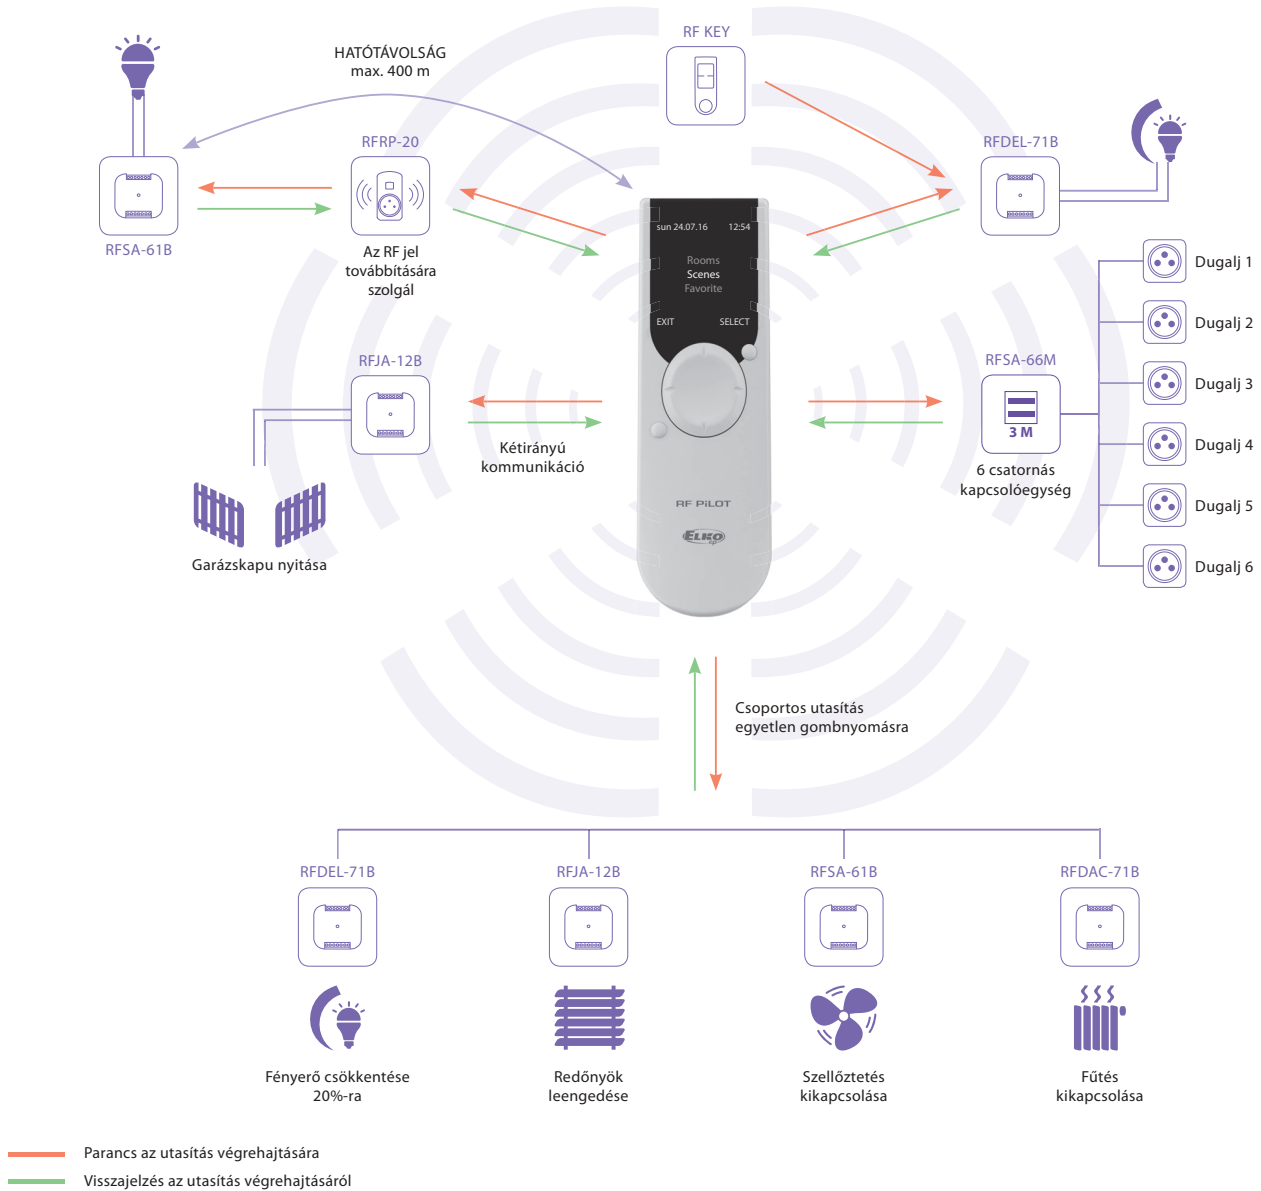 RF KEY
HATÓTÁVOLSÁG
max. 400 m
RFRP-20
RFDEL-71B
RFSA-61B
Az RF jel
továbbítására
szolgál
sun 24.07.16 12:54
Rooms
Scenes
Favorite
EXIT SELECT
Dugalj 1
Dugalj 2
Dugalj 3
Dugalj 4
Dugalj 5
Dugalj 6
RFJA-12B
RFSA-66M
3 M
Kétirányú
kommunikáció
6 csatornás
kapcsolóegység
RF PiLOT
ELKO
ep
Garázskapu nyitása
Csoportos utasítás
egyetlen gombnyomásra
RFDEL-71B
RFJA-12B
RFSA-61B
RFDAC-71B
Fényerő csökkentése
20%-ra
Redőnyök
leengedése
Szellőztetés
kikapcsolása
Fűtés
kikapcsolása
Parancs az utasítás végrehajtására
Visszajelzés az utasítás végrehajtásáról